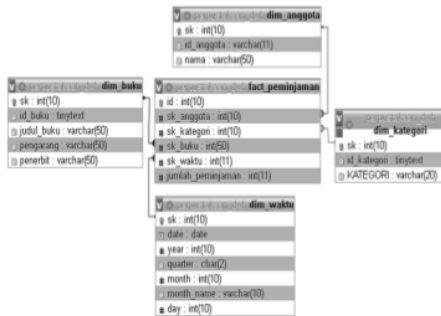 dim_anggota
sk : int(10)
id_anggota : varchar(11)
nama : varchar(50)
dim_buku
sk : int(10)
id_buku : tinytext
judul_buku : varchar(50)
pengarang : varchar(50)
penerbit : varchar(50)
fact_peminjaman
id : int(10)
sk_anggota : int(10)
sk_kategori : int(10)
sk_buku : int(50)
sk_waktu : int(11)
jumlah_peminjaman : int(11)
dim_kategori
sk : int(10)
id_kategori : tinytext
KATEGORI : varchar(20)
dim_waktu
sk : int(10)
date : date
year : int(10)
quarter : char(2)
month : int(10)
month_name : varchar(10)
day : int(10)